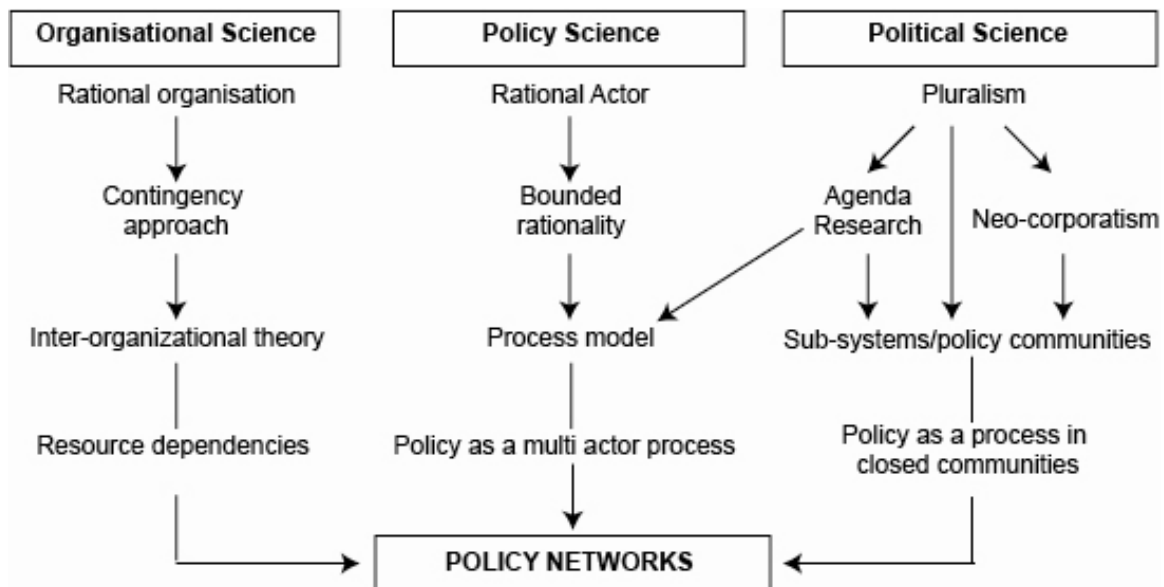 Organisational Science
Policy Science
Political Science
Rational organisation
Rational Actor
Pluralism
Contingency
approach
Bounded
rationality
Agenda
Research
Neo-corporatism
Inter-organizational theory
Process model
Sub-systems/policy communities
Resource dependencies
Policy as a multi actor process
Policy as a process in
closed communities
POLICY NETWORKS